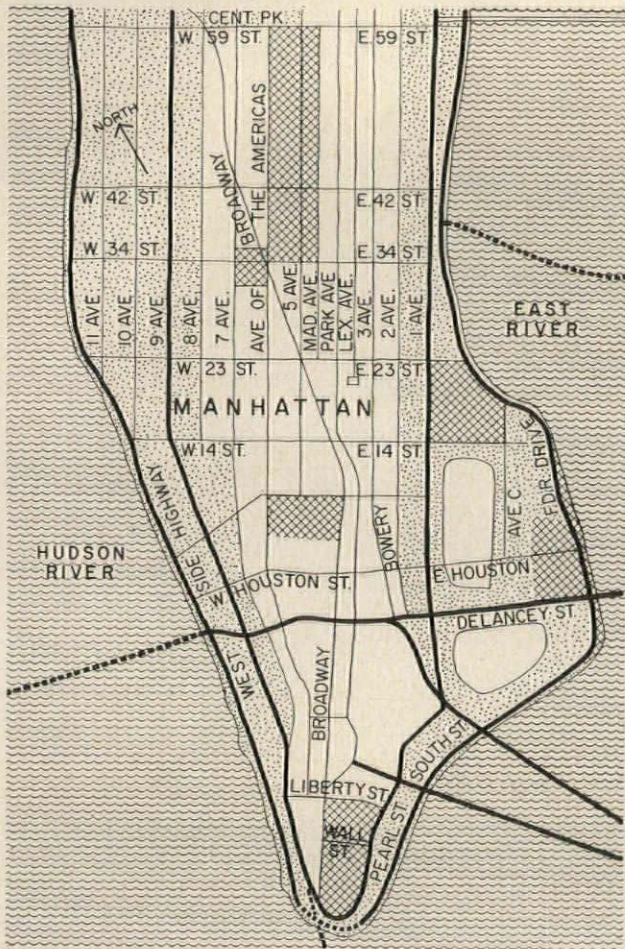 CENT. PK
W. 59 ST.
E. 59 ST.
NORTH
BROADWAY
AVE OF THE AMERICAS
W. 42 ST.
E. 42 ST.
W. 34 ST.
E. 34 ST.
11 AVE.
10 AVE.
9 AVE.
8 AVE.
7 AVE.
5 AVE.
MAD. AVE.
PARK AVE
LEX. AVE.
3 AVE
2 AVE.
1 AVE.
EAST
RIVER
W. 23 ST.
E. 23 ST.
MANHATTAN
W. 14 ST.
E. 14 ST.
AVE C
FDR DRIVE
WEST SIDE HIGHWAY
BOWERY
HUDSON
RIVER
W. HOUSTON ST.
E HOUSTON
DELANCEY ST
BROADWAY
SOUTH ST.
LIBERTY ST.
WALL
ST
PEARL ST